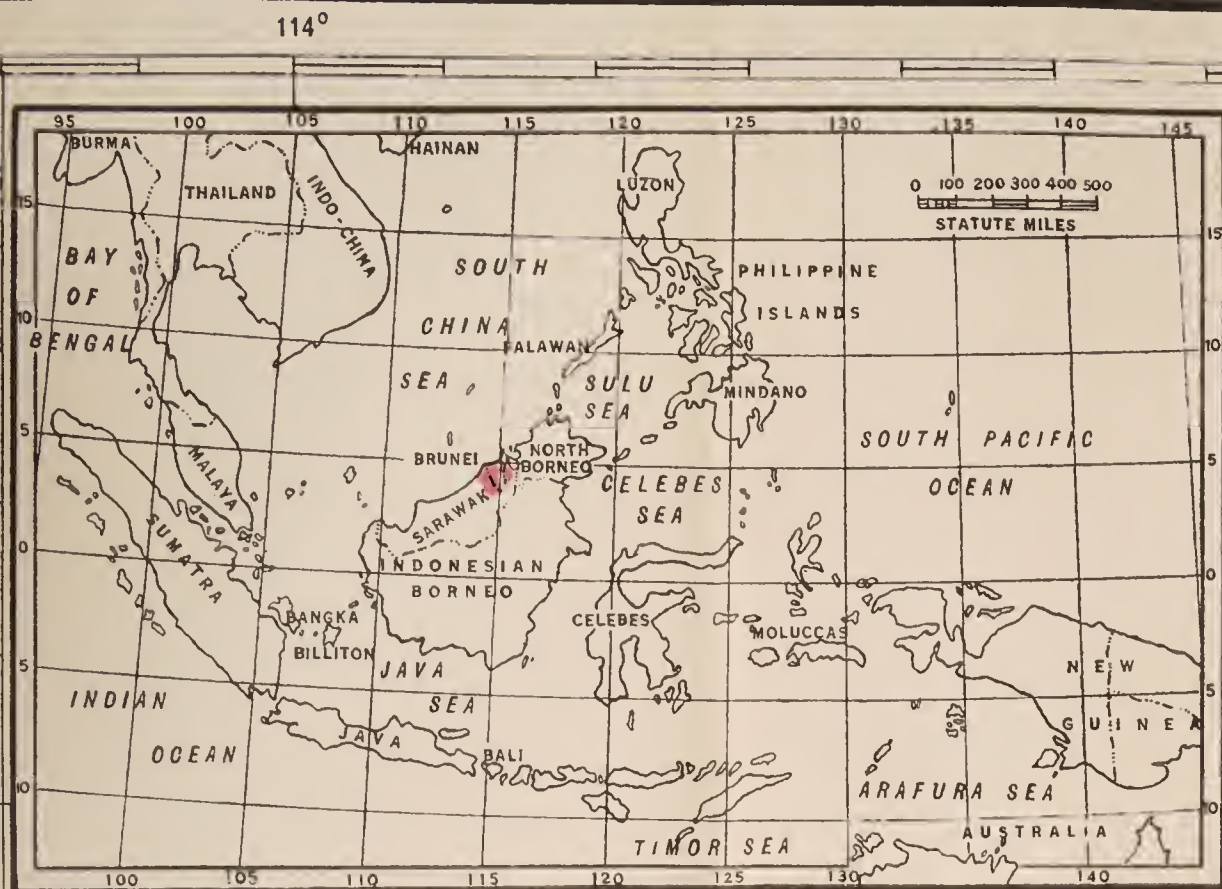 114°
95 100 105 110 115 120 125 130 135 140 145
BURMA
HAINAN
THAILAND
INDO-CHIMA
LUZON
0 100 200 300 400 500
STATUTE MILES
15
15
BAY
OF
BENGAL
SOUTH
CHINA
SEA
PHILIPPINE
ISLANDS
10
10
PALAWAN
SULU
SEA
MINDANO
5
5
SOUTH PACIFIC
OCEAN
BRUNEI
NORTH
BORNEO
MALAYA
SARAWAK
CELEBES
SEA
SUMATRA
0
0
INDONESIAN
BORNEO
BANGKA
BILLITON
CELEBES
MOLUCCAS
JAVA
SEA
NEW
GUINEA
5
5
INDIAN
OCEAN
JAVA
BALI
10
10
ARAFURA SEA
TIMOR SEA
AUSTRALIA
100 105 110 115 120 125 130 140